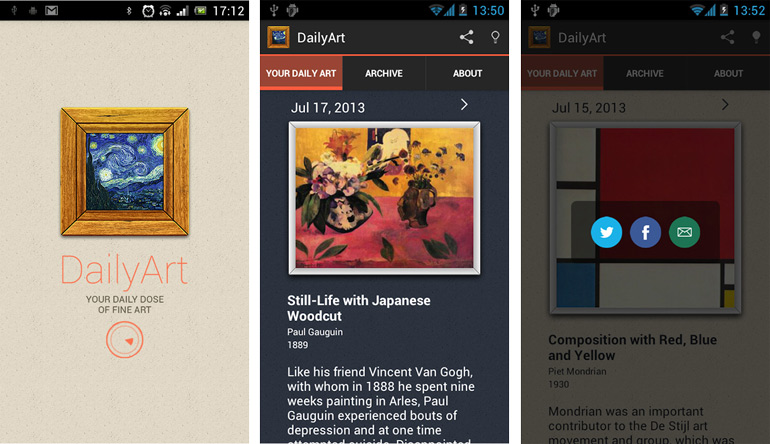 17:12
DailyArt
YOUR DAILY DOSE
OF FINE ART
13:50
DailyArt
YOUR DAILY ART
ARCHIVE
ABOUT
Jul 17, 2013
Still-Life with Japanese
Woodcut
Paul Gauguin
1889
Like his friend Vincent Van Gogh,
with whom in 1888 he spent nine
weeks painting in Arles, Paul
Gauguin experienced bouts of
depression and at one time
attempted suicide. Disappointed
13:52
DailyArt
YOUR DAILY ART
ARCHIVE
ABOUT
Jul 15, 2013
Composition with Red, Blue
and Yellow
Piet Mondrian
1930
Mondrian was an important
contributor to the De Stijl art
movement and group, which was